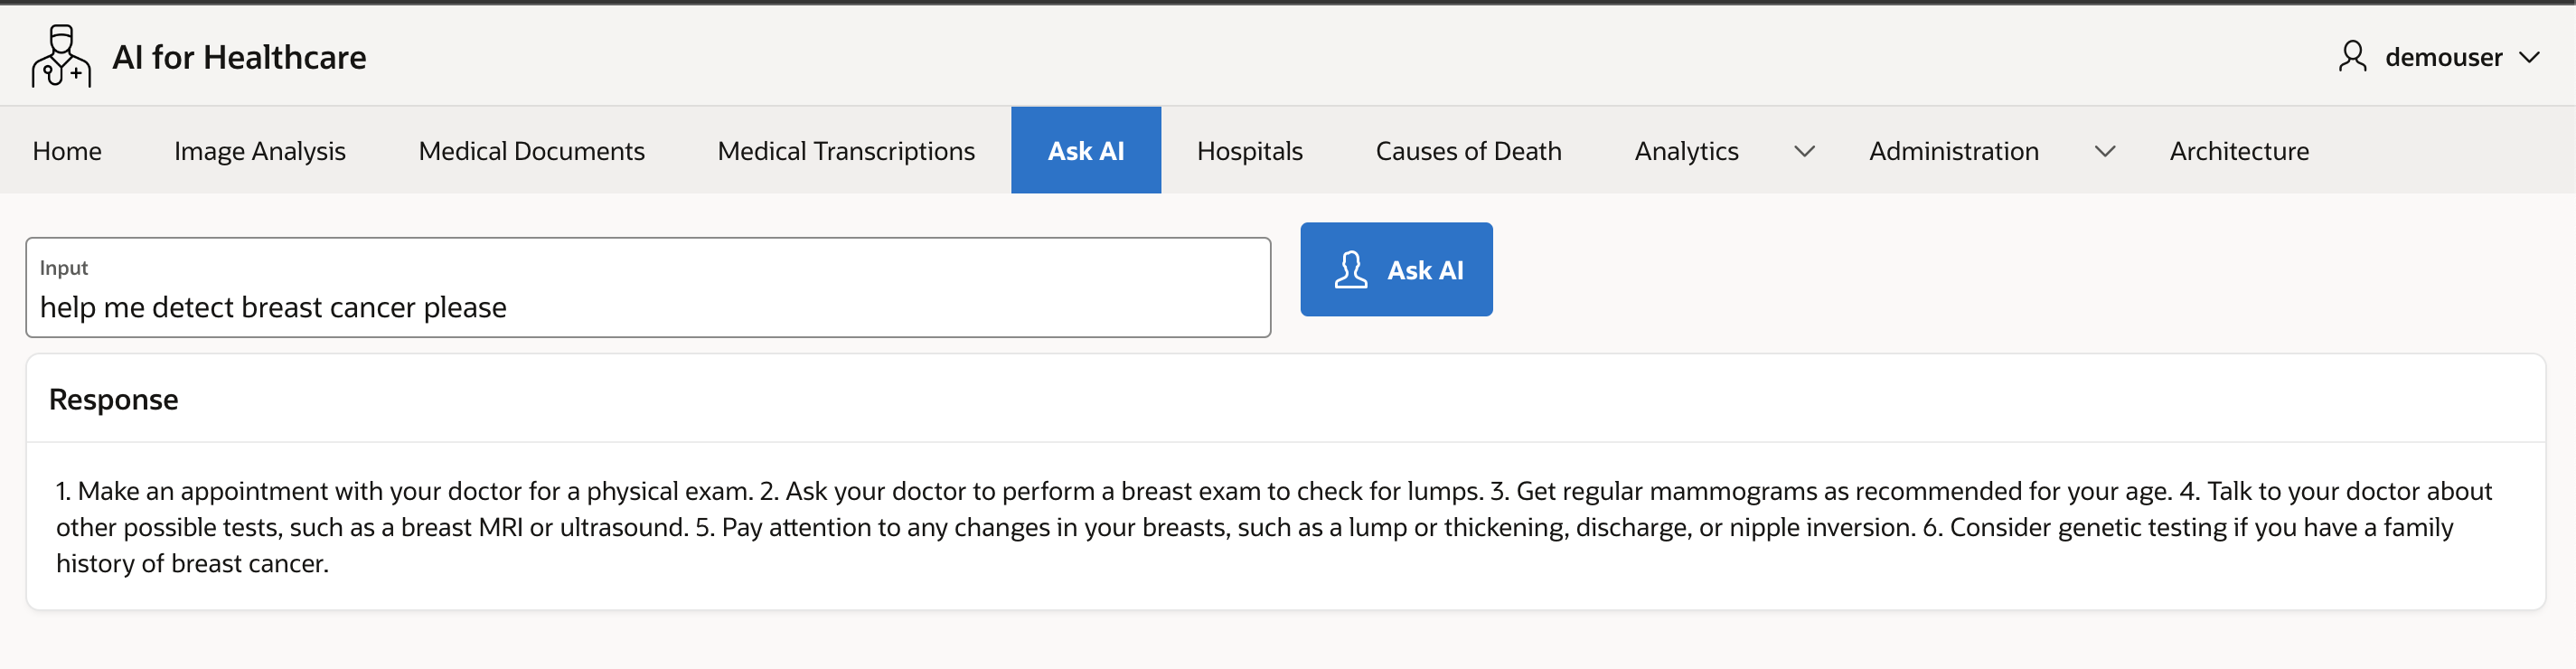 AI for Healthcare
demouser
Home Image Analysis Medical Documents Medical Transcriptions Ask AI Hospitals Causes of Death Analytics Administration Architecture
Input
help me detect breast cancer please
Ask AI
Response
1. Make an appointment with your doctor for a physical exam. 2. Ask your doctor to perform a breast exam to check for lumps. 3. Get regular mammograms as recommended for your age. 4. Talk to your doctor about
other possible tests, such as a breast MRI or ultrasound. 5. Pay attention to any changes in your breasts, such as a lump or thickening, discharge, or nipple inversion. 6. Consider genetic testing if you have a family
history of breast cancer.